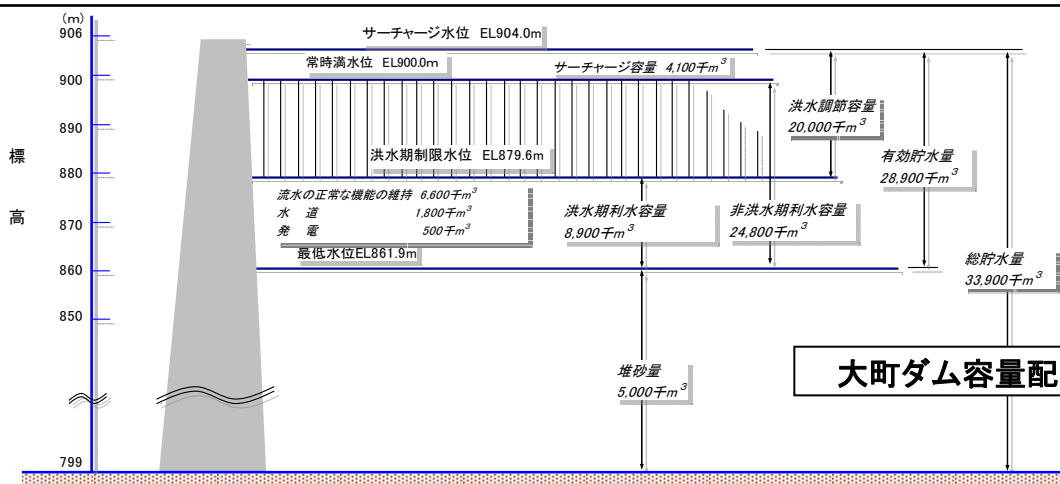 (m)
906
900
890
880
870
860
850
799
標
高
サーチャージ水位 EL904.0m
常時満水位 EL900.0m
サーチャージ容量 4,100千m³
洪水期制限水位 EL879.6m
流水の正常な機能の維持 6,600千m³
水 道 1,800千m³
発 電 500千m³
最低水位EL861.9m
洪水調節容量
20,000千m³
有効貯水量
28,900千m³
洪水期利水容量
8,900千m³
非洪水期利水容量
24,800千m³
総貯水量
33,900千m³
堆砂量
5,000千m³
大町ダム容量配